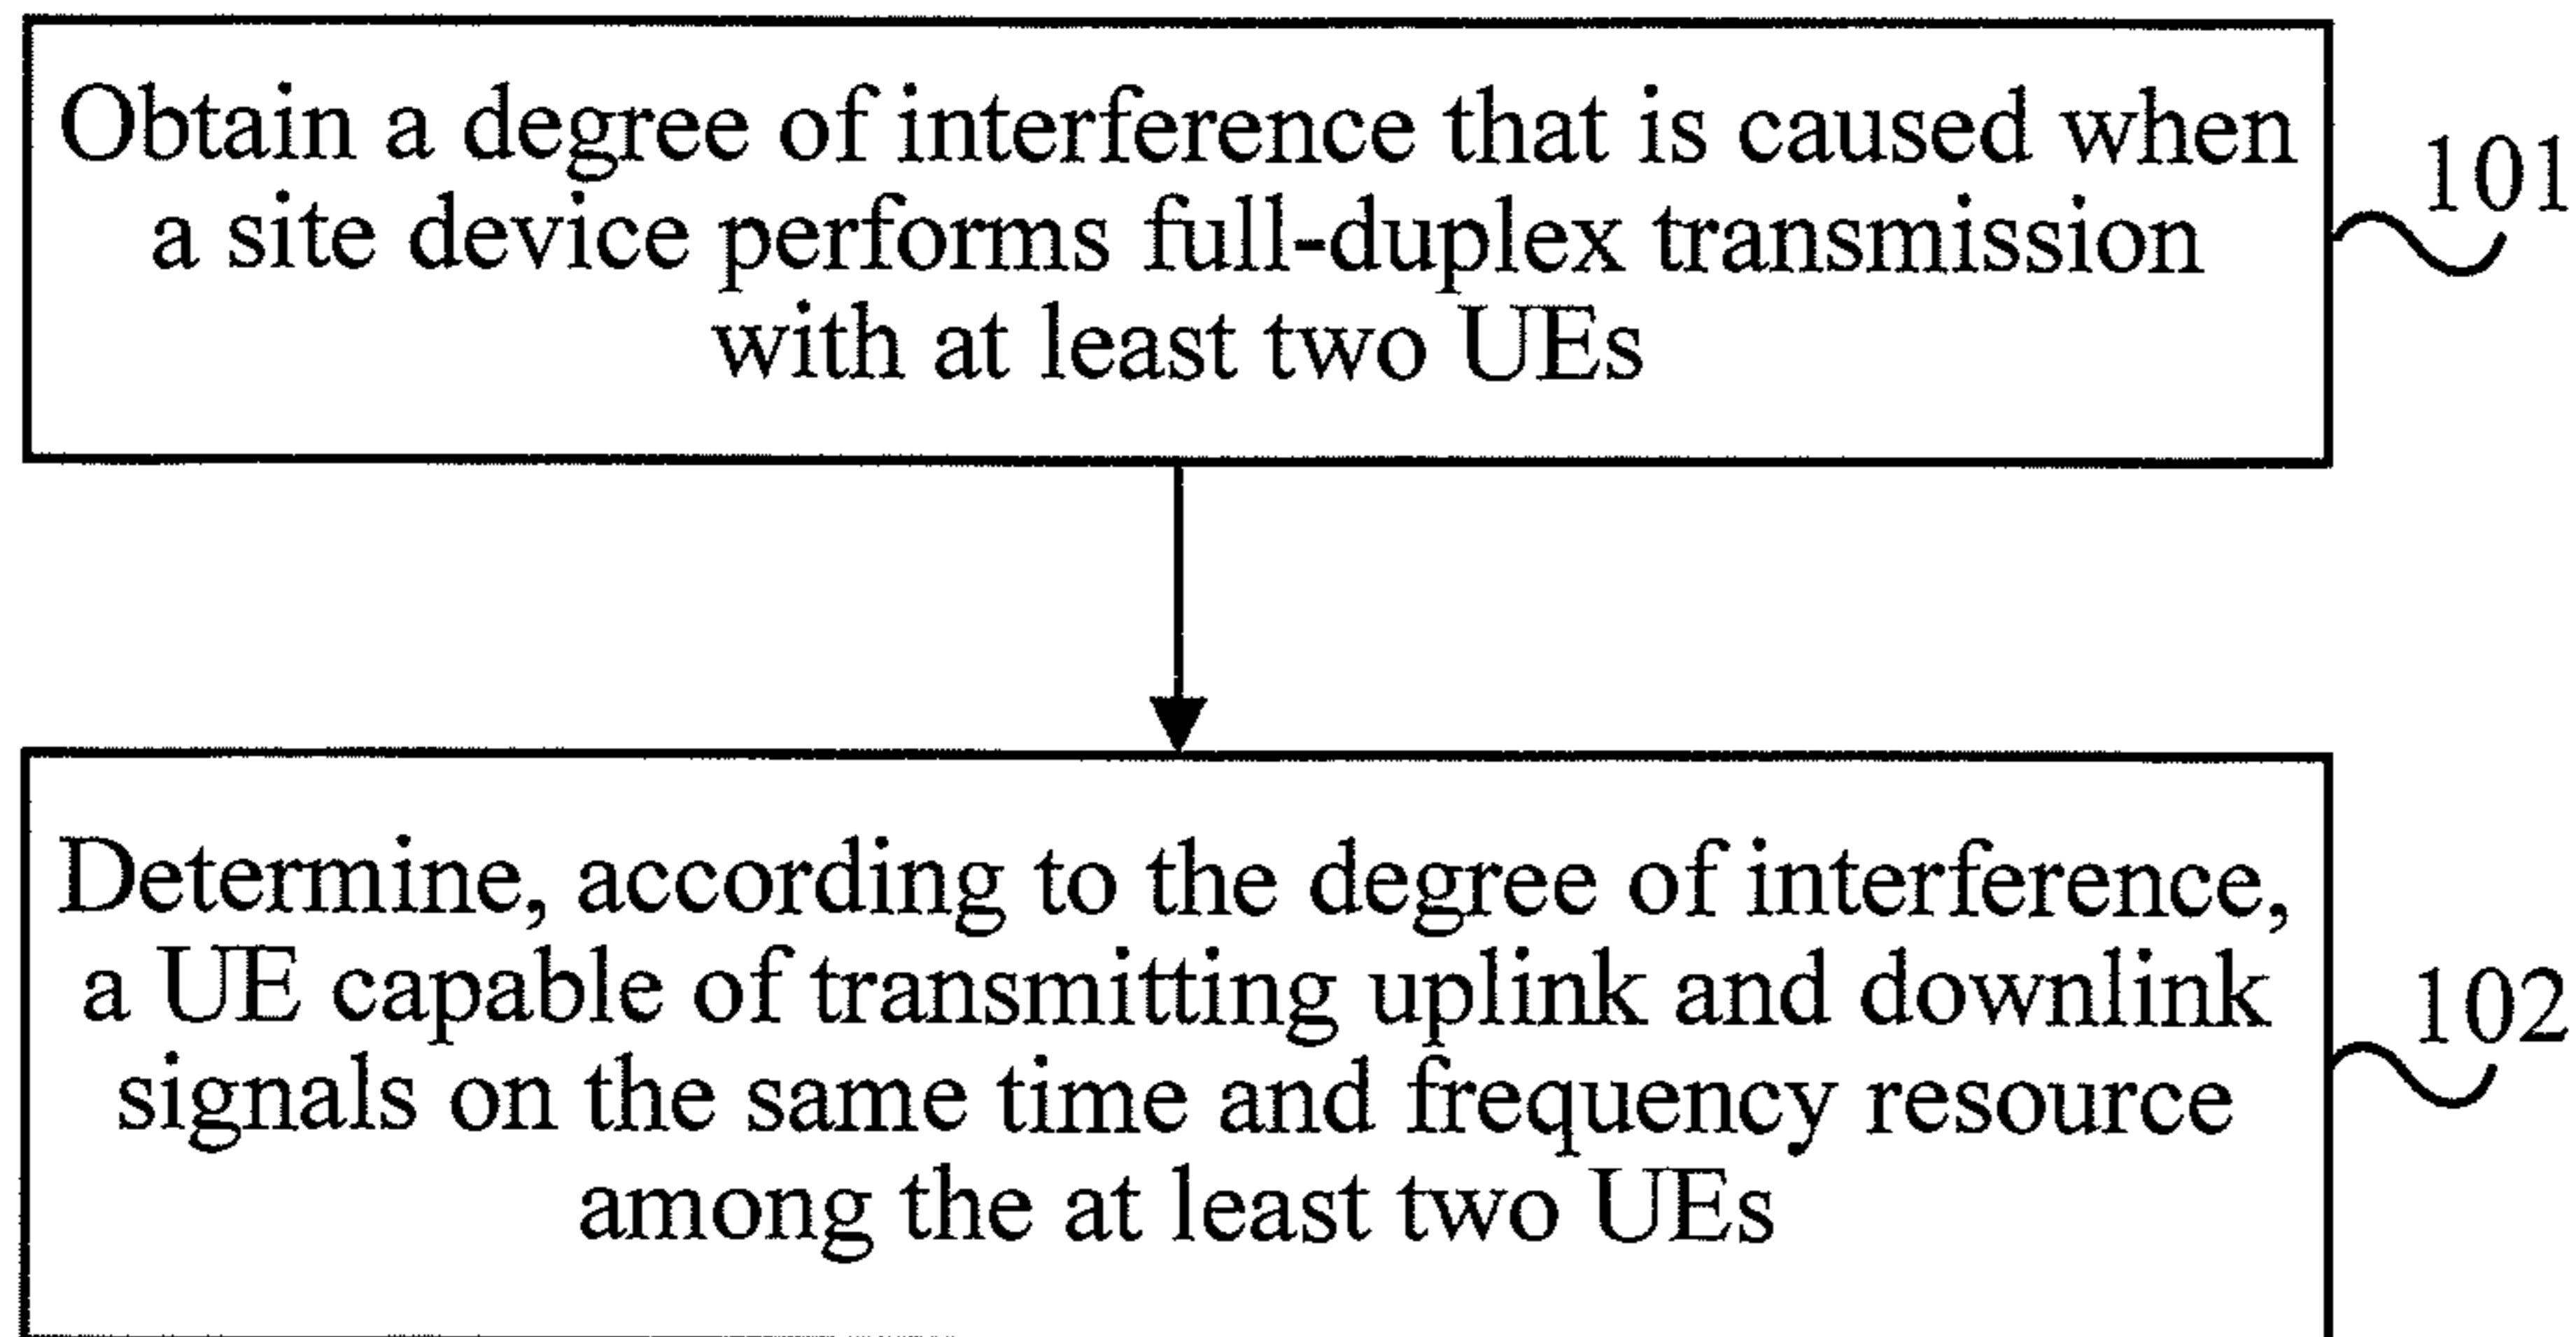 Obtain a degree of interference that is caused when
a site device performs full-duplex transmission
with at least two UEs
101
Determine, according to the degree of interference,
a UE capable of transmitting uplink and downlink
signals on the same time and frequency resource
among the at least two UEs
102